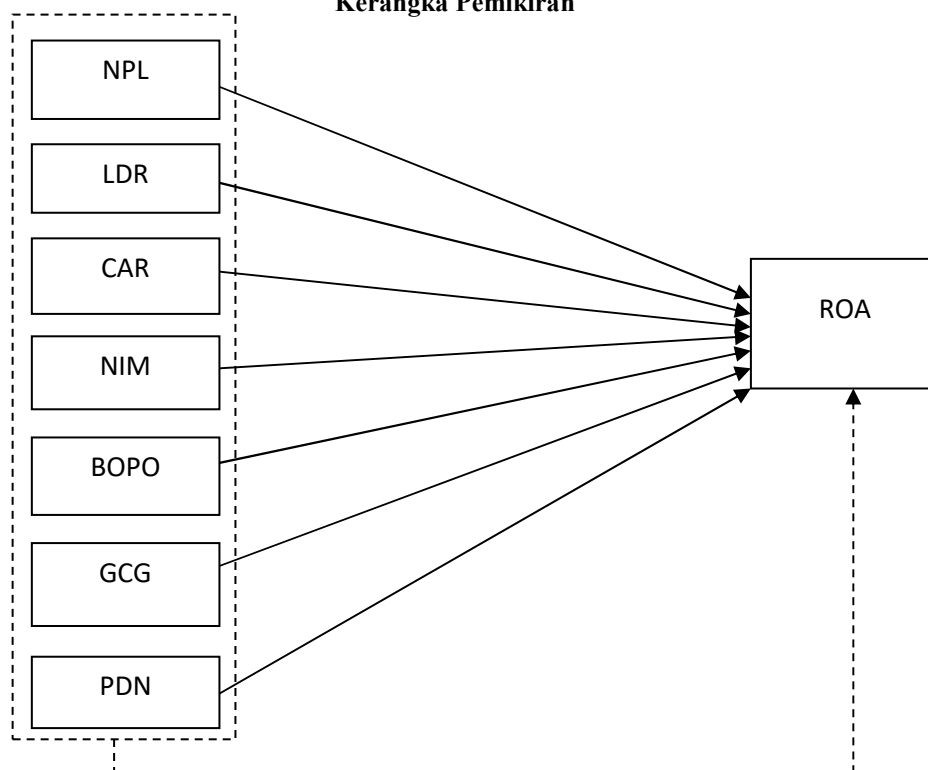 Kerangka Pemikiran
NPL
LDR
CAR
NIM
BOPO
GCG
PDN
ROA